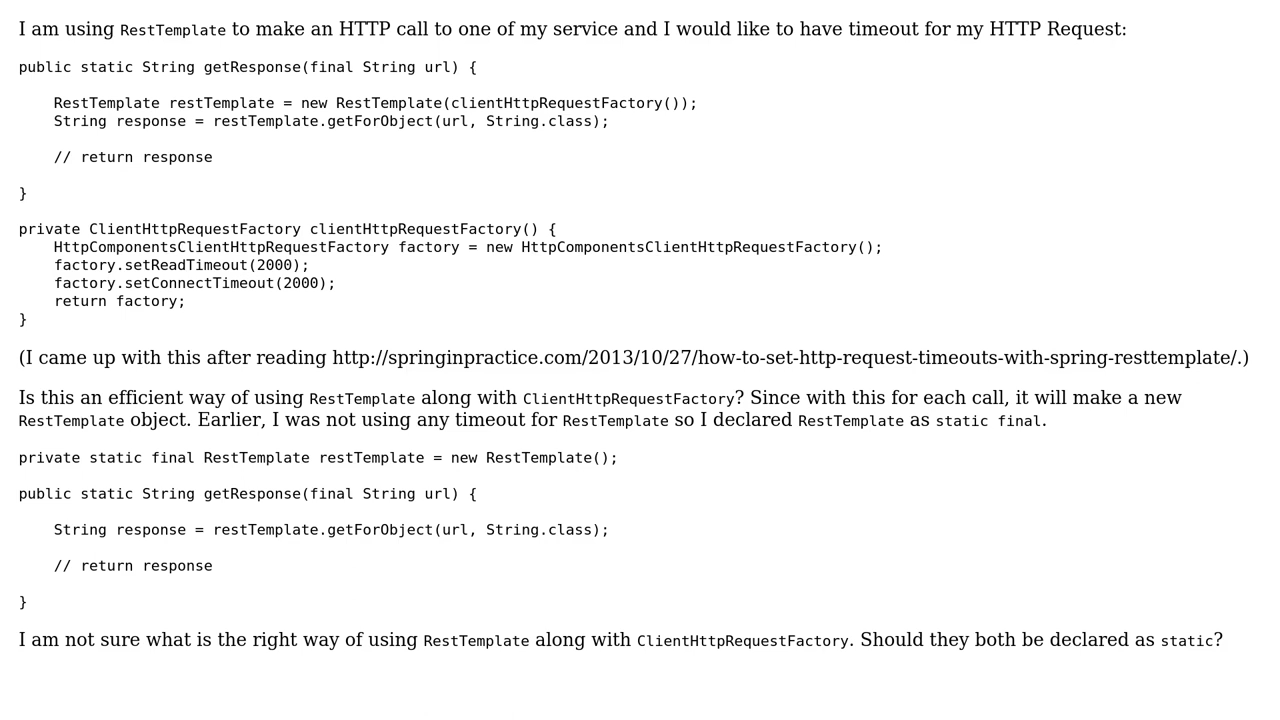 I am using RestTemplate to make an HTTP call to one of my service and I would like to have timeout for my HTTP Request:
public static String getResponse(final String url) {
    RestTemplate restTemplate = new RestTemplate(clientHttpRequestFactory());
    String response = restTemplate.getForObject(url, String.class);
    // return response
}
private ClientHttpRequestFactory clientHttpRequestFactory() {
    HttpComponentsClientHttpRequestFactory factory = new HttpComponentsClientHttpRequestFactory();
    factory.setReadTimeout(2000);
    factory.setConnectTimeout(2000);
    return factory;
}
(I came up with this after reading http://springinpractice.com/2013/10/27/how-to-set-http-request-timeouts-with-spring-resttemplate/.)
Is this an efficient way of using RestTemplate along with ClientHttpRequestFactory? Since with this for each call, it will make a new
RestTemplate object. Earlier, I was not using any timeout for RestTemplate so I declared RestTemplate as static final.
private static final RestTemplate restTemplate = new RestTemplate();
public static String getResponse(final String url) {
    String response = restTemplate.getForObject(url, String.class);
    // return response
}
I am not sure what is the right way of using RestTemplate along with ClientHttpRequestFactory. Should they both be declared as static?